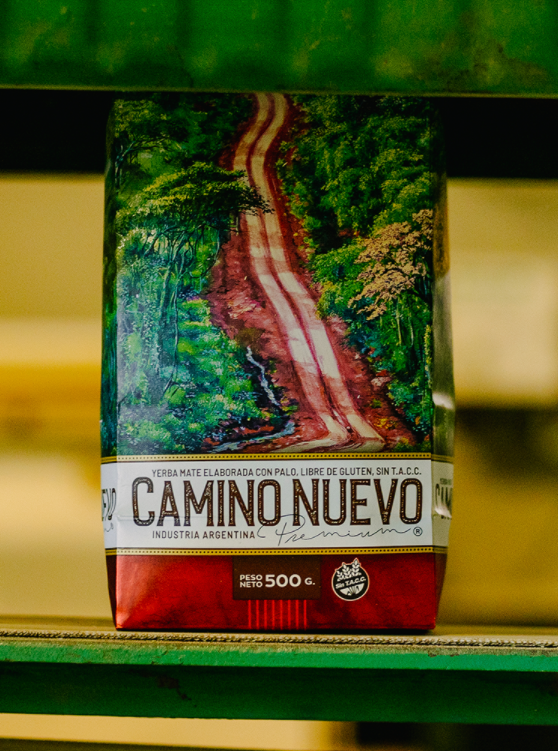 YERBA MATE ELABORADA CON PALO, LIBRE DE GLUTEN, SIN T.A.C.C.
CAMINO NUEVO
INDUSTRIA ARGENTINA Premium ®
PESO NETO 500 G.
Sin T.A.C.C.